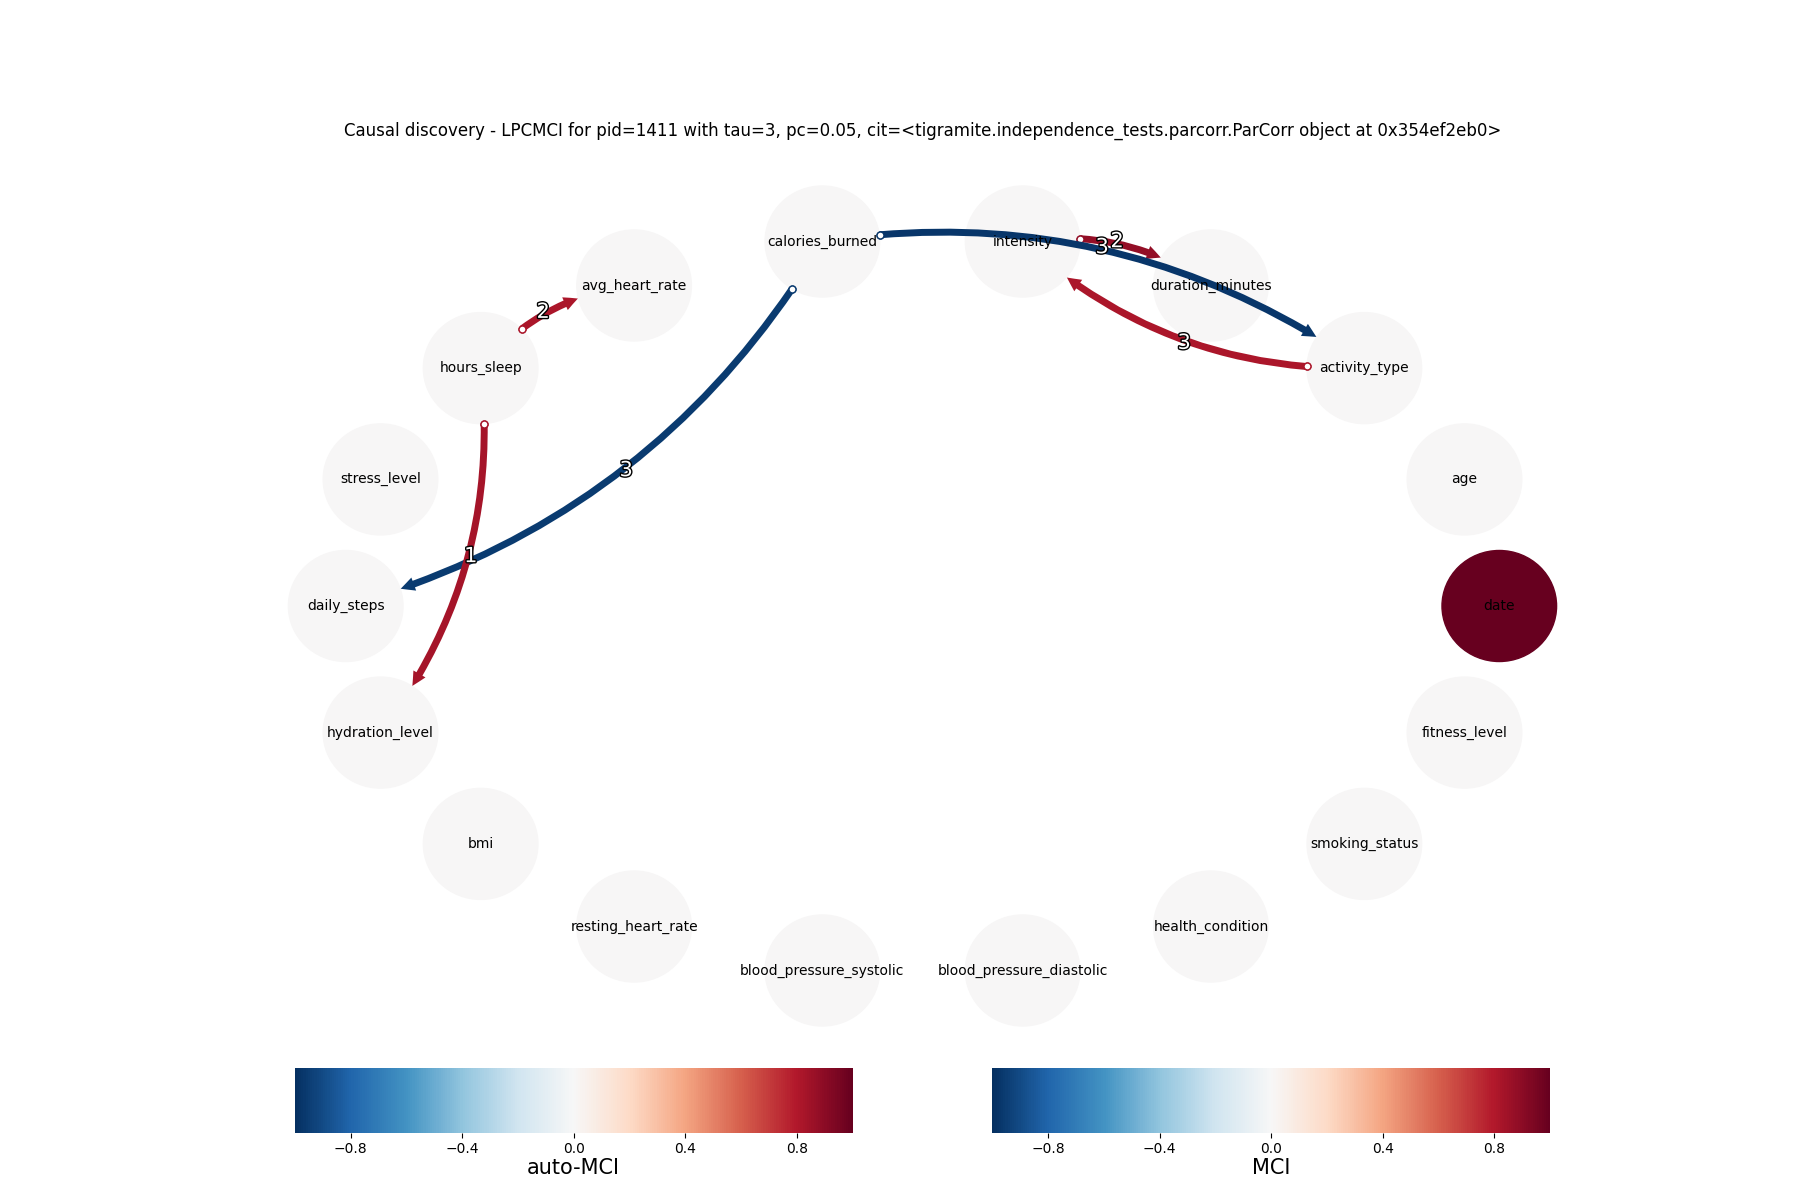 Causal discovery - LPCMCI for pid=1411 with tau=3, pc=0.05, cit=<tigramite.independence_tests.parcorr.ParCorr object at 0x354ef2eb0>
calories_burned
intensity
3
2
avg_heart_rate
duration_minutes
2
3
hours_sleep
activity_type
3
stress_level
age
1
daily_steps
date
hydration_level
fitness_level
bmi
smoking_status
resting_heart_rate
health_condition
blood_pressure_systolic
blood_pressure_diastolic
−0.8 −0.4 0.0 0.4 0.8
auto-MCI
−0.8 −0.4 0.0 0.4 0.8
MCI